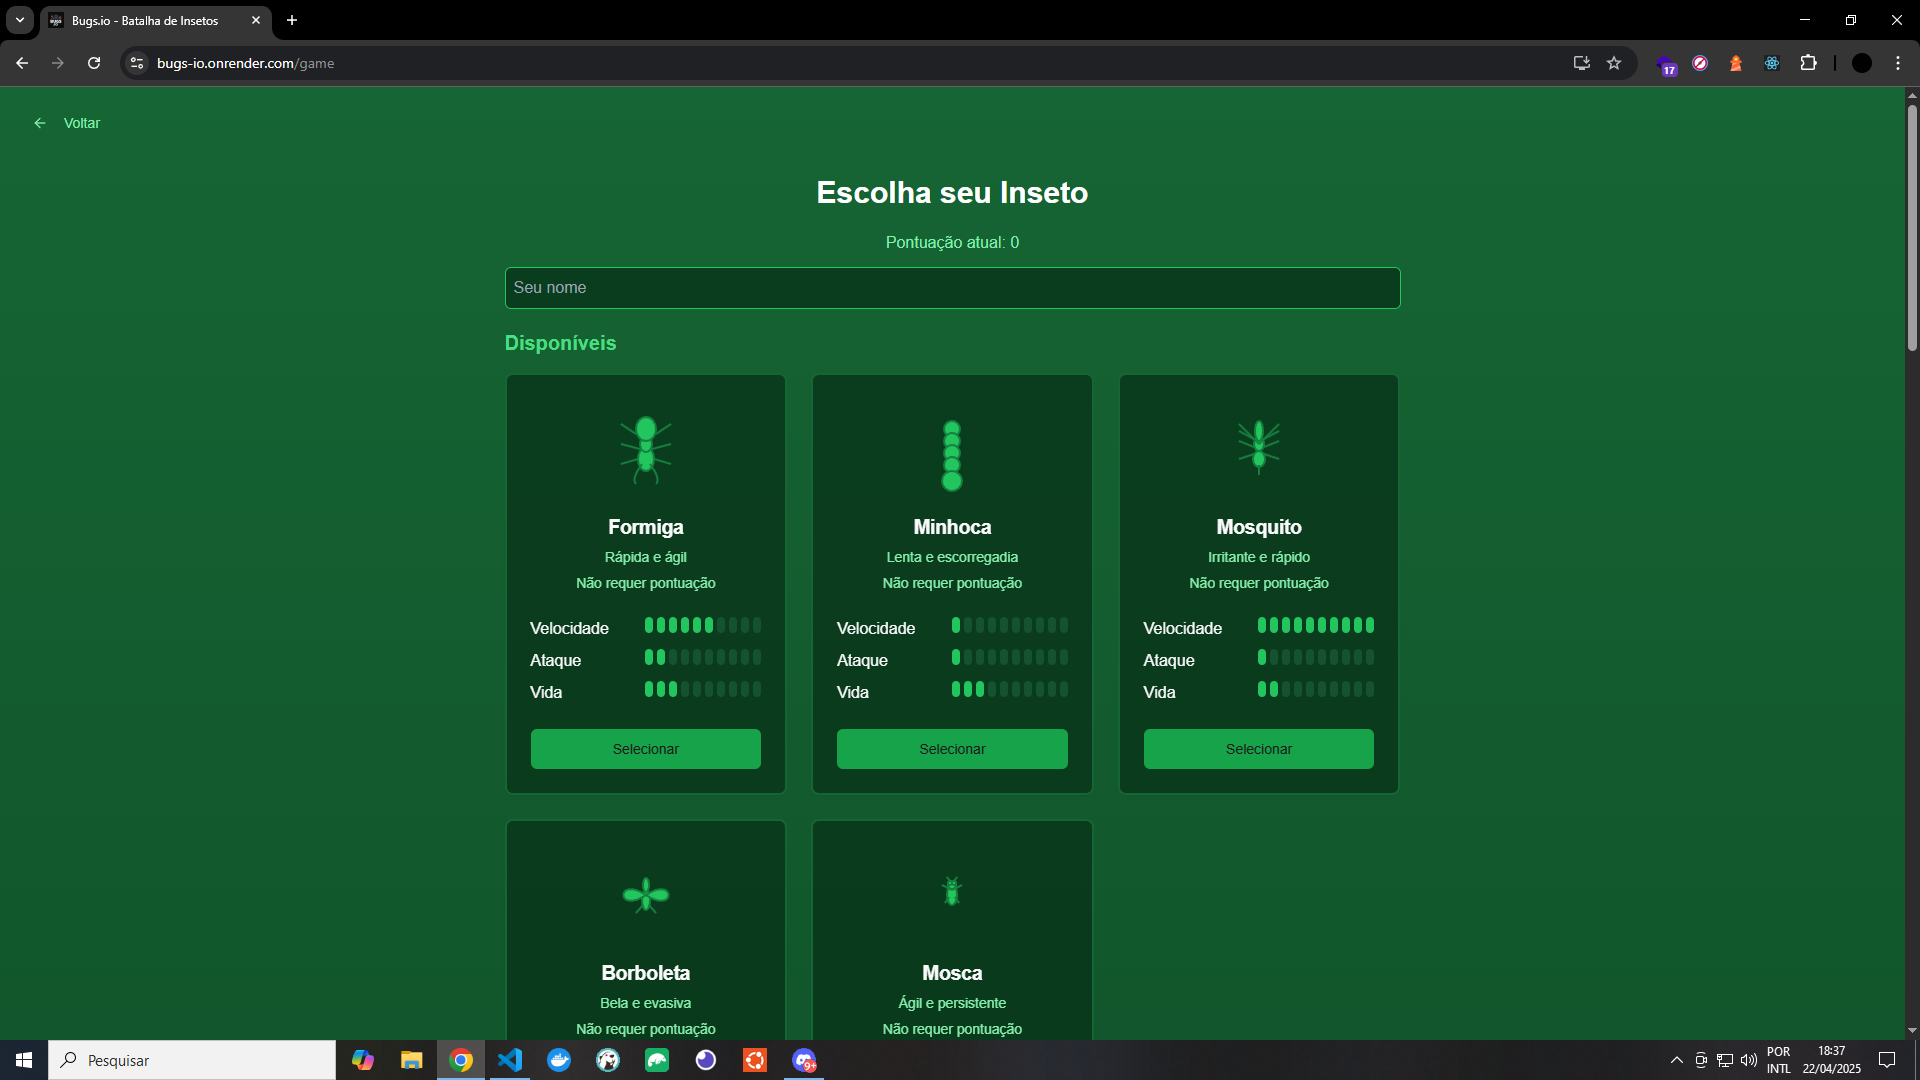 Bugs.io - Batalha de Insetos
bugs-io.onrender.com/game
17
Voltar
Escolha seu Inseto
Pontuação atual: 0
Seu nome
Disponíveis
Formiga
Rápida e ágil
Não requer pontuação
Velocidade
Ataque
Vida
Selecionar
Minhoca
Lenta e escorregadia
Não requer pontuação
Velocidade
Ataque
Vida
Selecionar
Mosquito
Irritante e rápido
Não requer pontuação
Velocidade
Ataque
Vida
Selecionar
Borboleta
Bela e evasiva
Não requer pontuação
Mosca
Ágil e persistente
Não requer pontuação
Pesquisar
9+
POR
INTL
18:37
22/04/2025